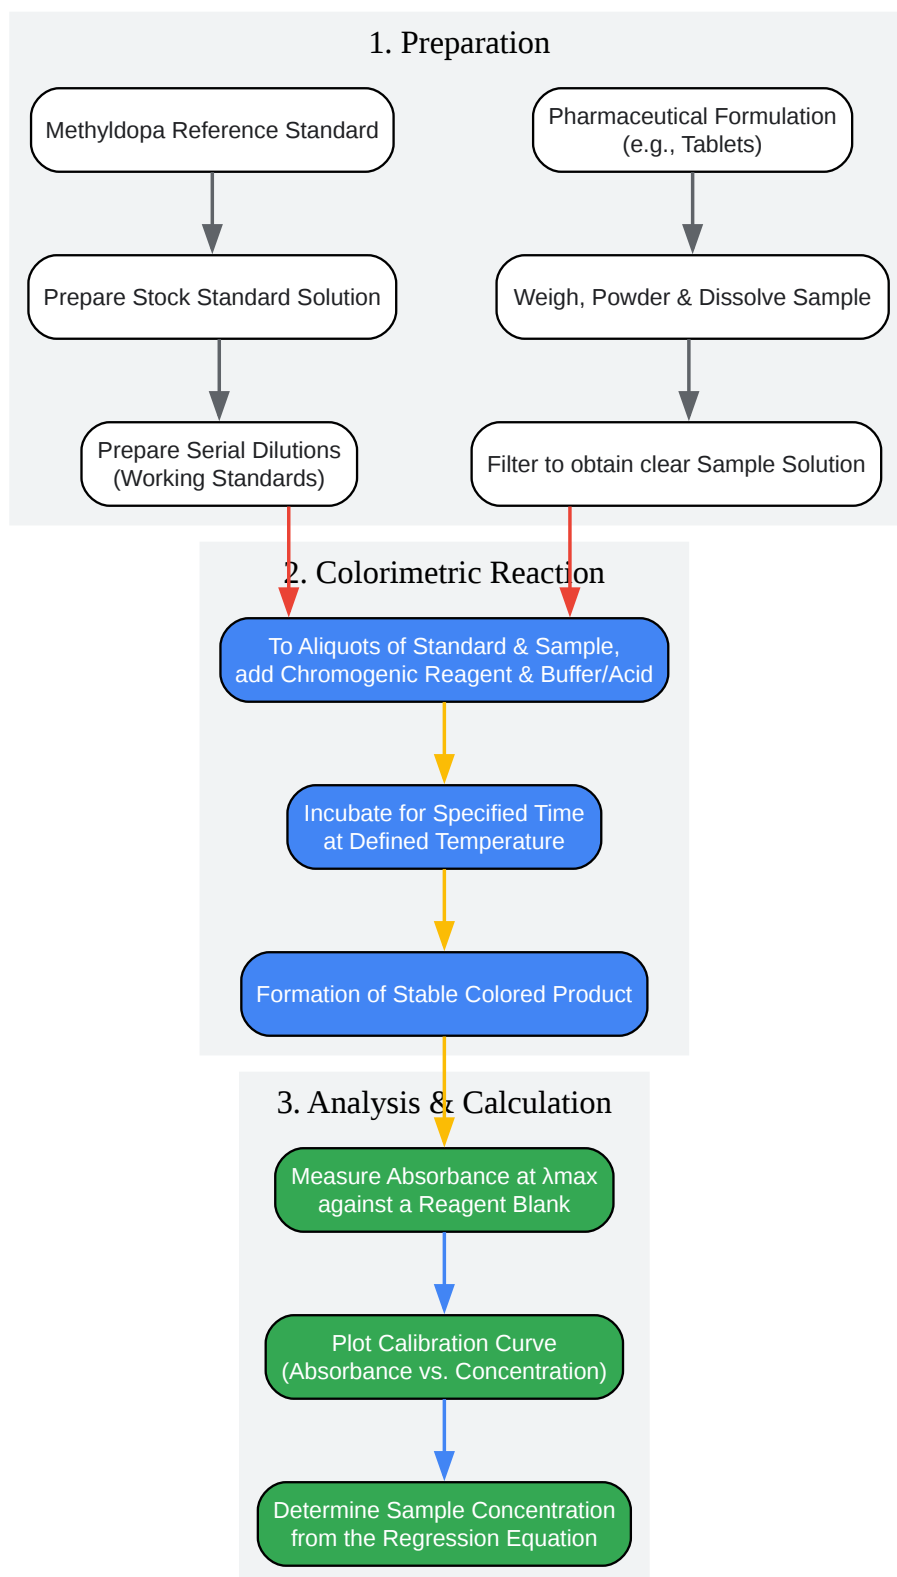 1. Preparation
Methyldopa Reference Standard
Pharmaceutical Formulation
(e.g., Tablets)
Prepare Stock Standard Solution
Weigh, Powder & Dissolve Sample
Prepare Serial Dilutions
(Working Standards)
Filter to obtain clear Sample Solution
2. Colorimetric Reaction
To Aliquots of Standard & Sample,
add Chromogenic Reagent & Buffer/Acid
Incubate for Specified Time
at Defined Temperature
Formation of Stable Colored Product
3. Analysis & Calculation
Measure Absorbance at λmax
against a Reagent Blank
Plot Calibration Curve
(Absorbance vs. Concentration)
Determine Sample Concentration
from the Regression Equation